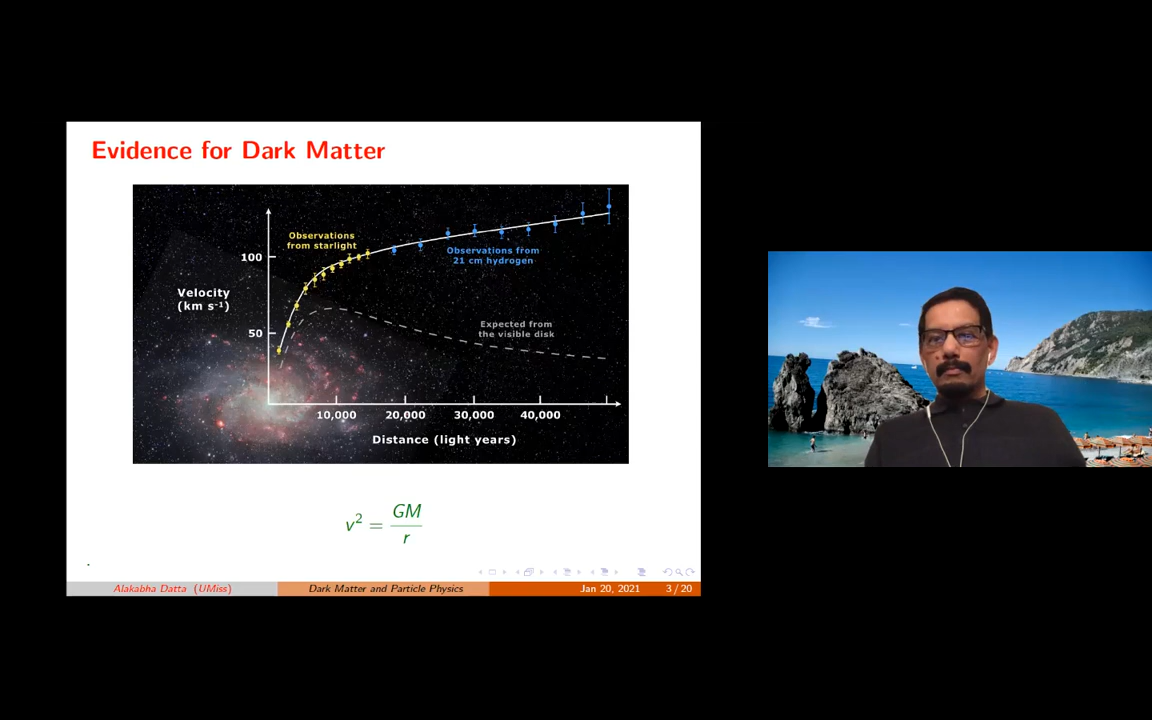 Evidence for Dark Matter
Observations
from starlight
100
Observations from
21 cm hydrogen
Velocity
(km s⁻¹)
50
Expected from
the visible disk
10,000 20,000 30,000 40,000
Distance (light years)
v² = GM
r
Alakabha Datta (UMiss) Dark Matter and Particle Physics Jan 20, 2021 3 / 20